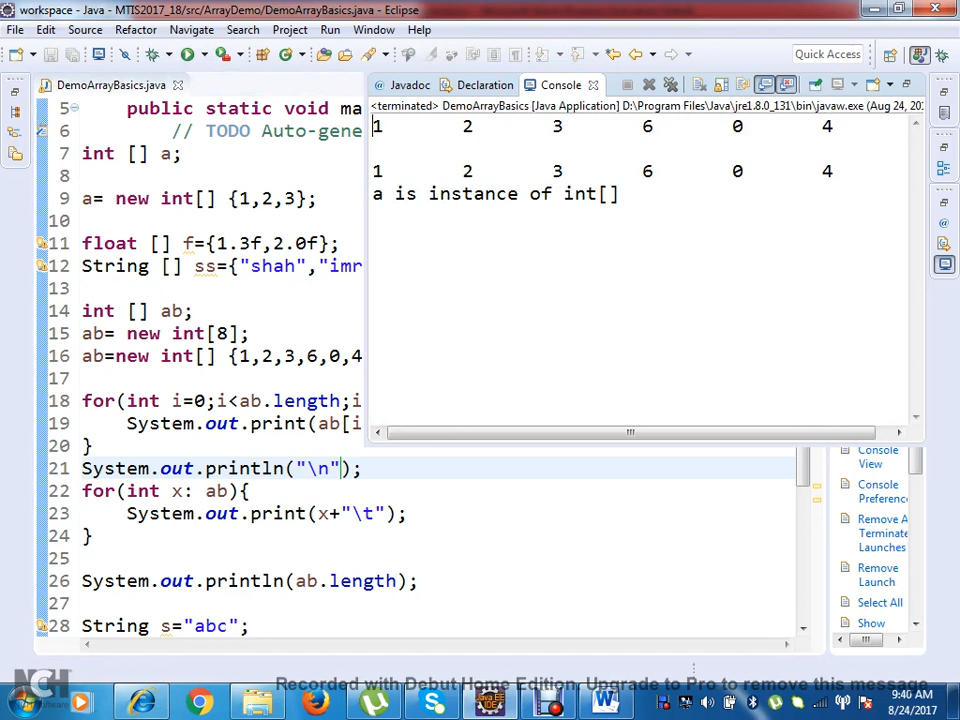 workspace - Java - MTIS2017_18/src/ArrayDemo/DemoArrayBasics.java - Eclipse
File Edit Source Refactor Navigate Search Project Run Window Help
Quick Access
DemoArrayBasics.java
Javadoc Declaration Console
<terminated> DemoArrayBasics [Java Application] D:\Program Files\Java\jre1.8.0_131\bin\javaw.exe (Aug 24, 201
1 2 3 6 0 4
1 2 3 6 0 4
a is instance of int[]
5 public static void ma
6 // TODO Auto-gene
7 int [] a;
8
9 a= new int[] {1,2,3};
10
11 float [] f={1.3f,2.0f};
12 String [] ss={"shah","imr
13
14 int [] ab;
15 ab= new int[8];
16 ab=new int[] {1,2,3,6,0,4
17
18 for(int i=0;i<ab.length;i
19 System.out.print(ab[i
20 }
21 System.out.println("\n");
22 for(int x: ab){
23 System.out.print(x+"\t");
24 }
25
26 System.out.println(ab.length);
27
28 String s="abc";
Console
View
Console
Preference
Remove A
Terminate
Launches
Remove
Launch
Select All
Show
NCH
Software
Recorded with Debut Home Edition. Upgrade to Pro to remove this message
9:40 AM
8/24/2017